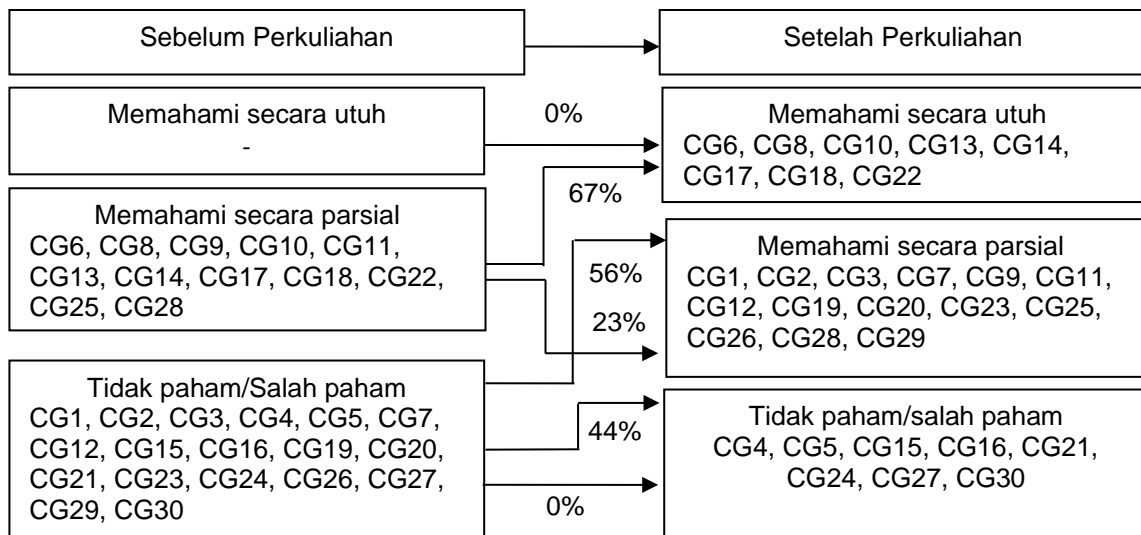 Sebelum Perkuliahan
Setelah Perkuliahan
Memahami secara utuh
-
0%
Memahami secara utuh
CG6, CG8, CG10, CG13, CG14,
CG17, CG18, CG22
67%
Memahami secara parsial
CG6, CG8, CG9, CG10, CG11,
CG13, CG14, CG17, CG18, CG22,
CG25, CG28
56%
23%
Memahami secara parsial
CG1, CG2, CG3, CG7, CG9, CG11,
CG12, CG19, CG20, CG23, CG25,
CG26, CG28, CG29
Tidak paham/Salah paham
CG1, CG2, CG3, CG4, CG5, CG7,
CG12, CG15, CG16, CG19, CG20,
CG21, CG23, CG24, CG26, CG27,
CG29, CG30
44%
0%
Tidak paham/salah paham
CG4, CG5, CG15, CG16, CG21,
CG24, CG27, CG30